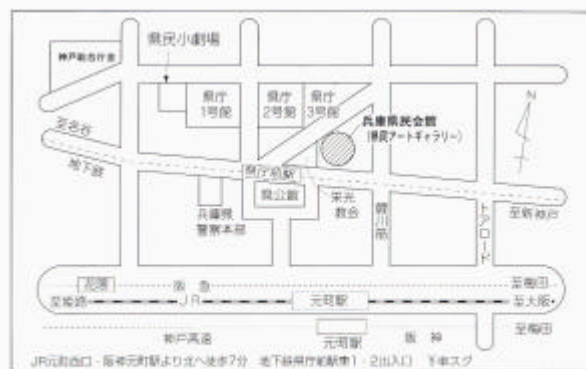 神戸総合庁舎
県民小劇場
県庁
1号館
県庁
2号館
県庁
3号館
兵庫県民会館
(県民アートギャラリー)
N
至名谷
地下鉄
県庁前駅
県公館
栄光
教会
兵庫県
警察本部
鯉川筋
トアロード
至新神戸
花隈
阪急
至梅田
至姫路
JR
元町駅
至大阪
神戸高速
元町駅
阪神
至梅田
JR元町西口・阪神元町駅より北へ徒歩7分 地下鉄県庁前駅東1・2出入口 下車スグ